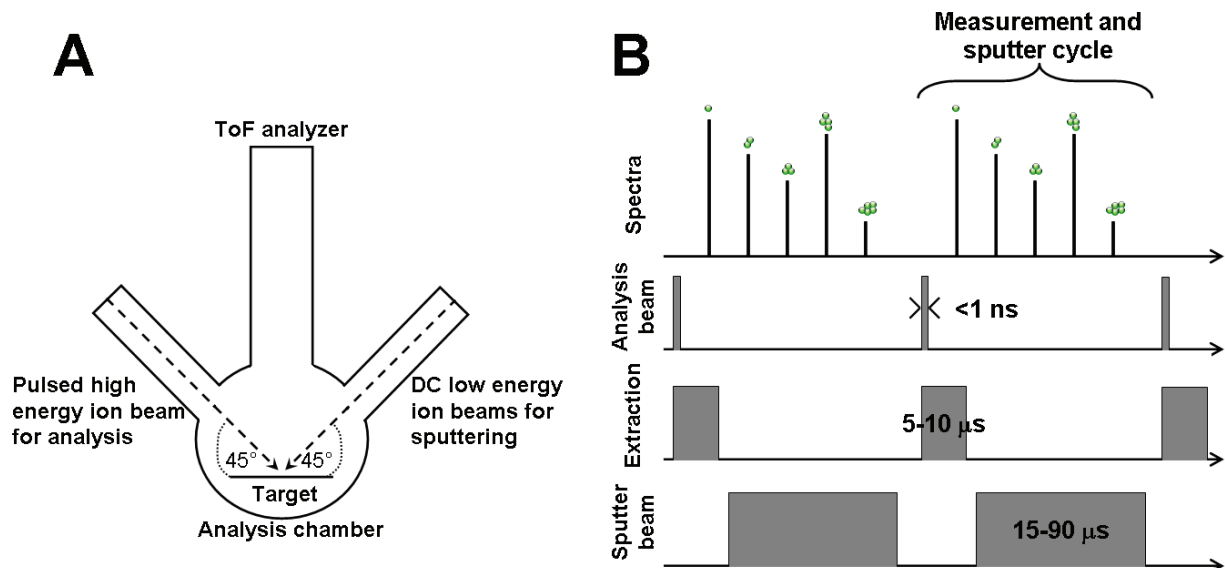 A
ToF analyzer
Pulsed high
energy ion beam
for analysis
DC low energy
ion beams for
sputtering
45°
45°
Target
Analysis chamber
B
Measurement and
sputter cycle
Spectra
Analysis
beam
<1 ns
Extraction
5-10 μs
Sputter
beam
15-90 μs